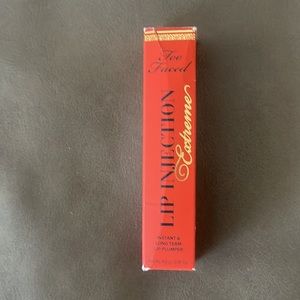 Too
Faced
LIP INJECTION
Extreme
INSTANT &
LONG TERM
LIP PLUMPER